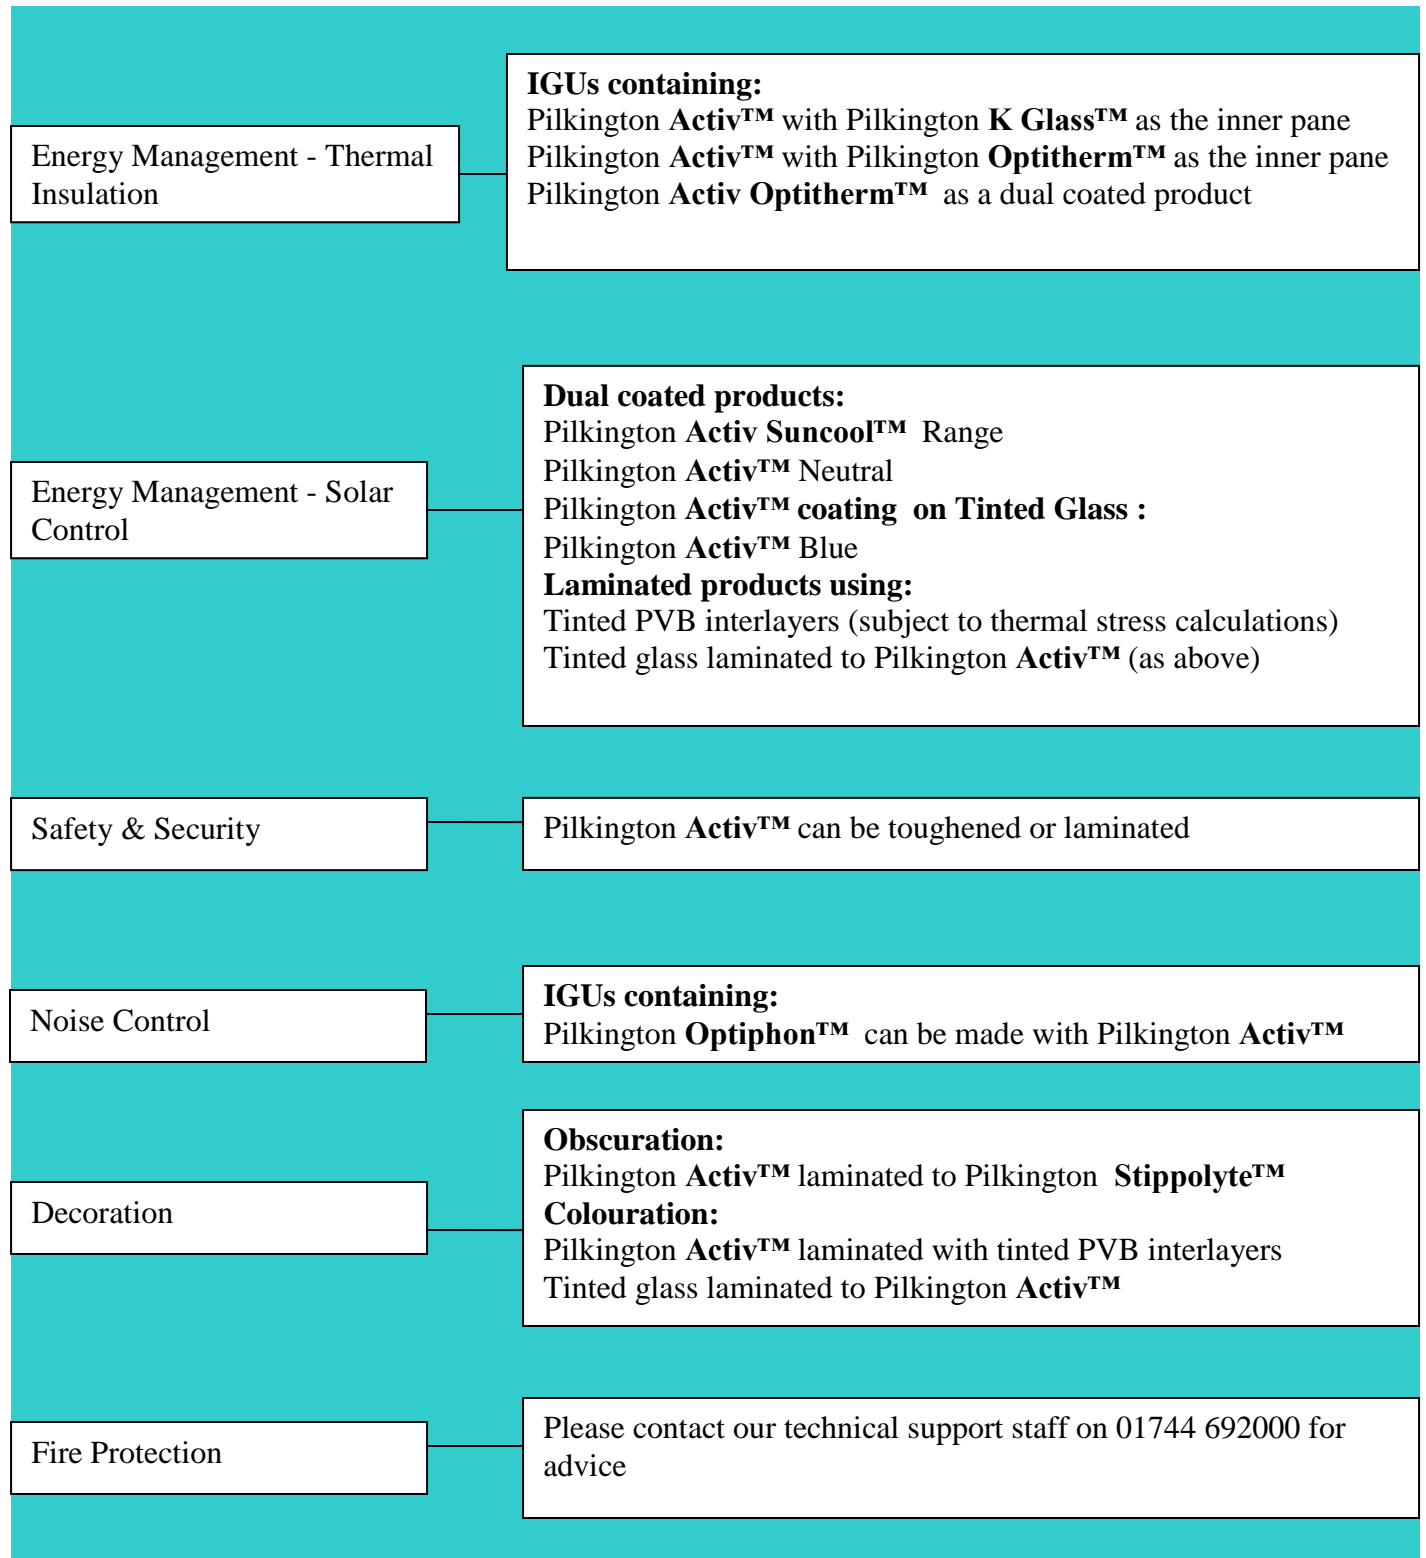 Energy Management - Thermal
Insulation
IGUs containing:
Pilkington Activ™ with Pilkington K Glass™ as the inner pane
Pilkington Activ™ with Pilkington Optitherm™ as the inner pane
Pilkington Activ Optitherm™ as a dual coated product
Energy Management - Solar
Control
Dual coated products:
Pilkington Activ Suncool™ Range
Pilkington Activ™ Neutral
Pilkington Activ™ coating on Tinted Glass :
Pilkington Activ™ Blue
Laminated products using:
Tinted PVB interlayers (subject to thermal stress calculations)
Tinted glass laminated to Pilkington Activ™ (as above)
Safety & Security
Pilkington Activ™ can be toughened or laminated
Noise Control
IGUs containing:
Pilkington Optiphon™ can be made with Pilkington Activ™
Decoration
Obscuration:
Pilkington Activ™ laminated to Pilkington Stippolyte™
Colouration:
Pilkington Activ™ laminated with tinted PVB interlayers
Tinted glass laminated to Pilkington Activ™
Fire Protection
Please contact our technical support staff on 01744 692000 for
advice